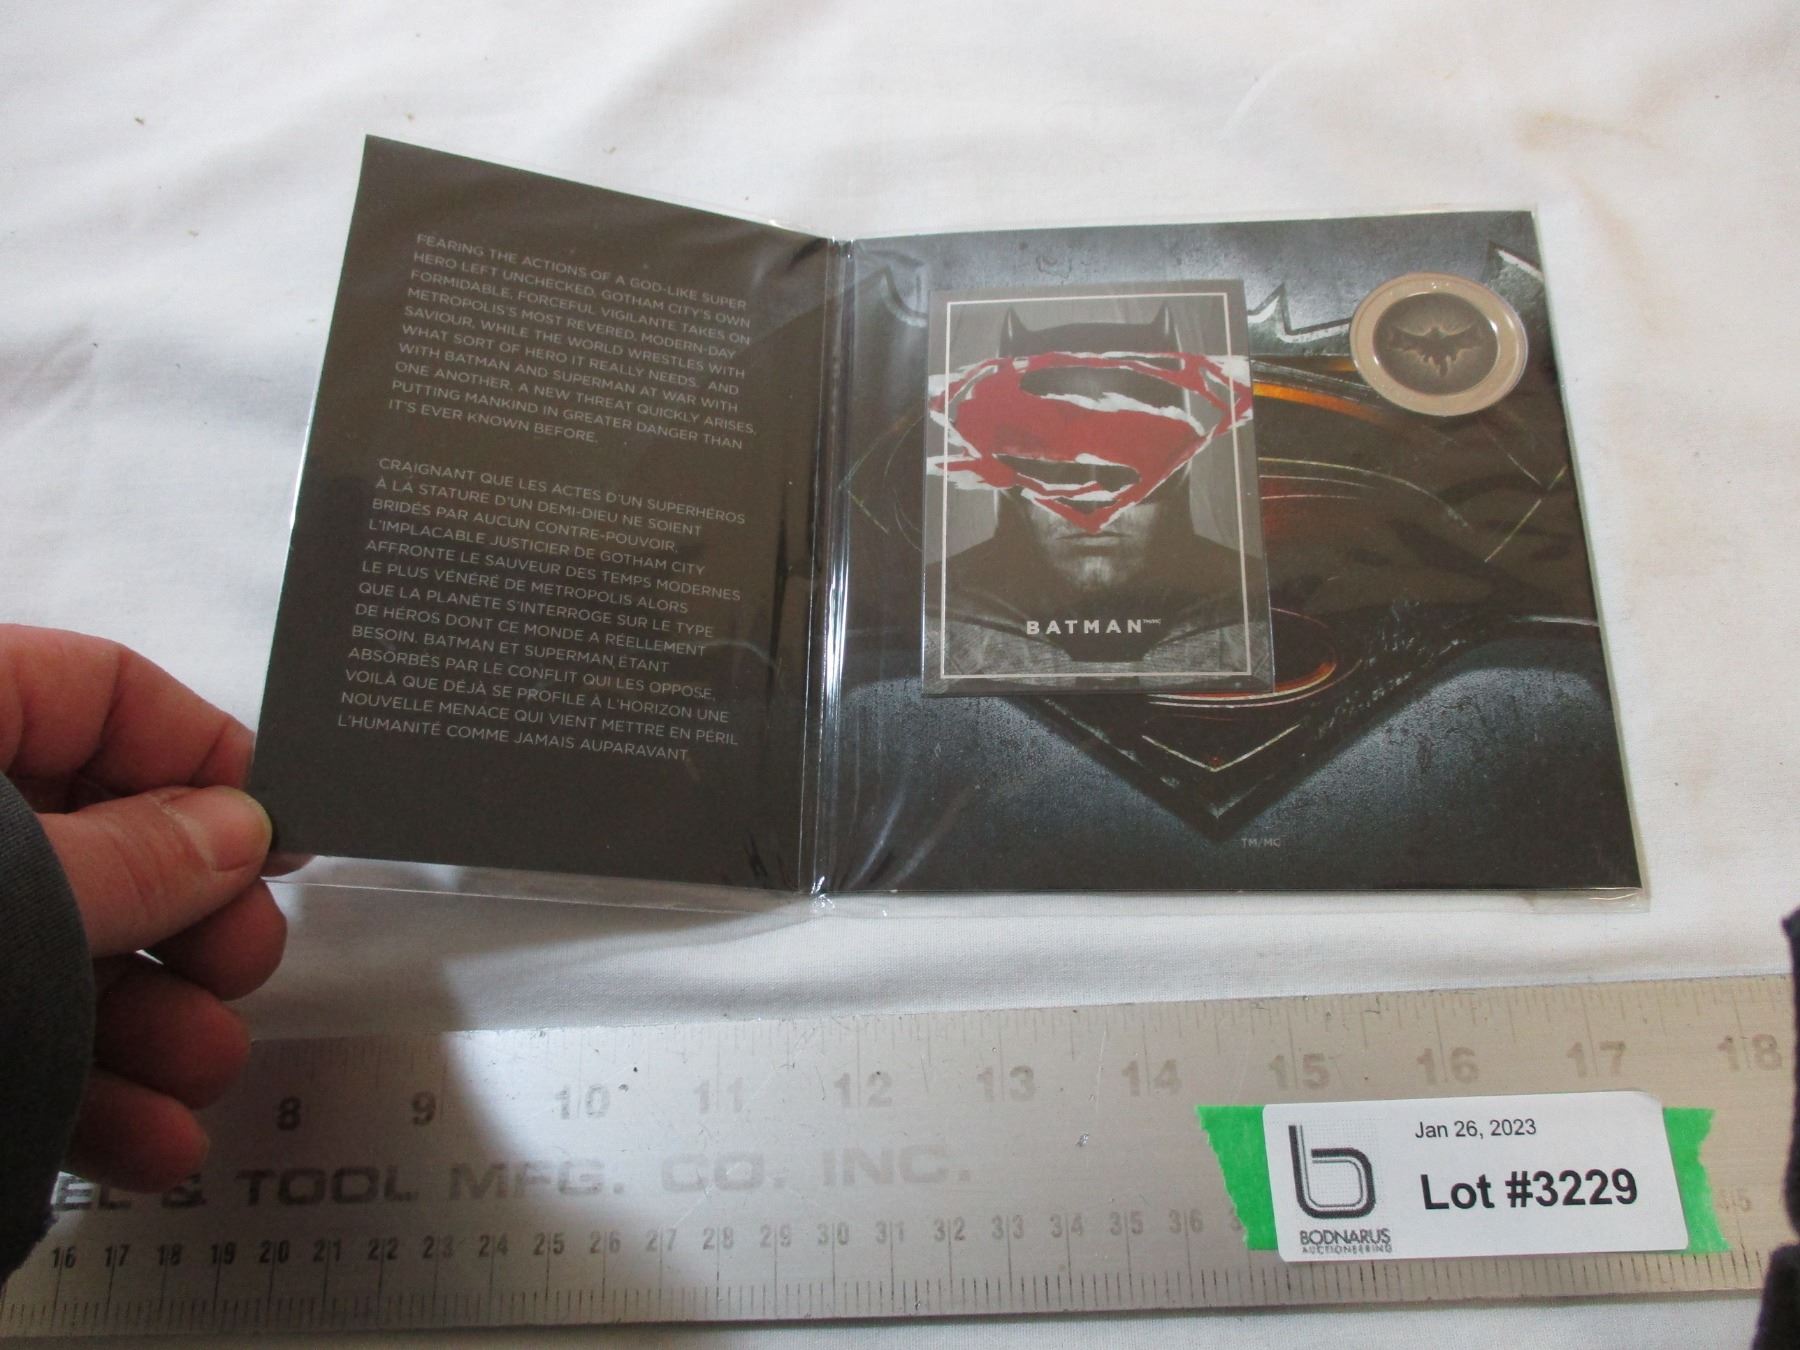 FEARING THE ACTIONS OF A GOD-LIKE SUPER
HERO LEFT UNCHECKED, GOTHAM CITY'S OWN
FORMIDABLE, FORCEFUL VIGILANTE TAKES ON
METROPOLIS'S MOST REVERED, MODERN-DAY
SAVIOUR, WHILE THE WORLD WRESTLES WITH
WHAT SORT OF HERO IT REALLY NEEDS. AND
WITH BATMAN AND SUPERMAN AT WAR WITH
ONE ANOTHER, A NEW THREAT QUICKLY ARISES,
PUTTING MANKIND IN GREATER DANGER THAN
IT'S EVER KNOWN BEFORE.
CRAIGNANT QUE LES ACTES D'UN SUPERHÉROS
À LA STATURE D'UN DEMI-DIEU NE SOIENT
BRIDÉS PAR AUCUN CONTRE-POUVOIR,
L'IMPLACABLE JUSTICIER DE GOTHAM CITY
AFFRONTE LE SAUVEUR DES TEMPS MODERNES
LE PLUS VÉNÉRÉ DE METROPOLIS ALORS
QUE LA PLANÈTE S'INTERROGE SUR LE TYPE
DE HÉROS DONT CE MONDE A RÉELLEMENT
BESOIN. BATMAN ET SUPERMAN ÉTANT
ABSORBÉS PAR LE CONFLIT QUI LES OPPOSE,
VOILÀ QUE DÉJÀ SE PROFILE À L'HORIZON UNE
NOUVELLE MENACE QUI VIENT METTRE EN PÉRIL
L'HUMANITÉ COMME JAMAIS AUPARAVANT.
BATMAN™/MC
TM/MC
8 9 10 11 12 13 14 15 16 17 18
EL & TOOL MFG. CO. INC.
16 17 18 19 20 21 22 23 24 25 26 27 28 29 30 31 32 33 34 35 36 45
Jan 26, 2023
Lot #3229
b
BODNARUS
AUCTIONEERING